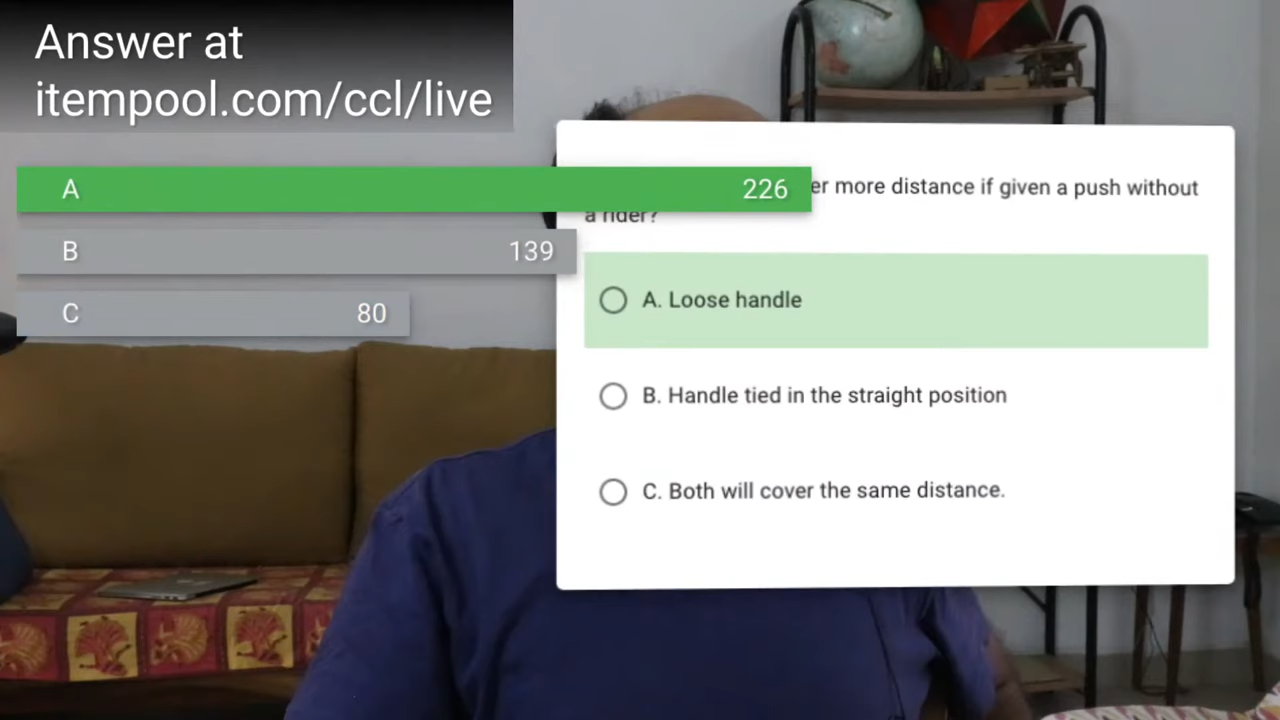 Answer at
itempool.com/ccl/live
A 226
B 139
C 80
more distance if given a push without
a rider?
A. Loose handle
B. Handle tied in the straight position
C. Both will cover the same distance.